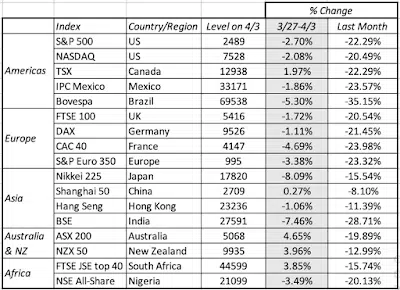 % Change
Index Country/Region Level on 4/3 3/27-4/3 Last Month
Americas
S&P 500 US 2489 -2.70% -22.29%
NASDAQ US 7528 -2.08% -20.49%
TSX Canada 12938 1.97% -22.29%
IPC Mexico Mexico 33171 -1.86% -23.57%
Bovespa Brazil 69538 -5.30% -35.15%
Europe
FTSE 100 UK 5416 -1.72% -20.54%
DAX Germany 9526 -1.11% -21.45%
CAC 40 France 4147 -4.69% -23.98%
S&P Euro 350 Europe 995 -3.38% -23.32%
Asia
Nikkei 225 Japan 17820 -8.09% -15.54%
Shanghai 50 China 2709 0.27% -8.10%
Hang Seng Hong Kong 23236 -1.06% -11.39%
BSE India 27591 -7.46% -28.71%
Australia & NZ
ASX 200 Australia 5068 4.65% -19.89%
NZX 50 New Zealand 9935 3.96% -12.99%
Africa
FTSE JSE top 40 South Africa 44599 3.85% -15.74%
NSE All-Share Nigeria 21099 -3.49% -20.13%